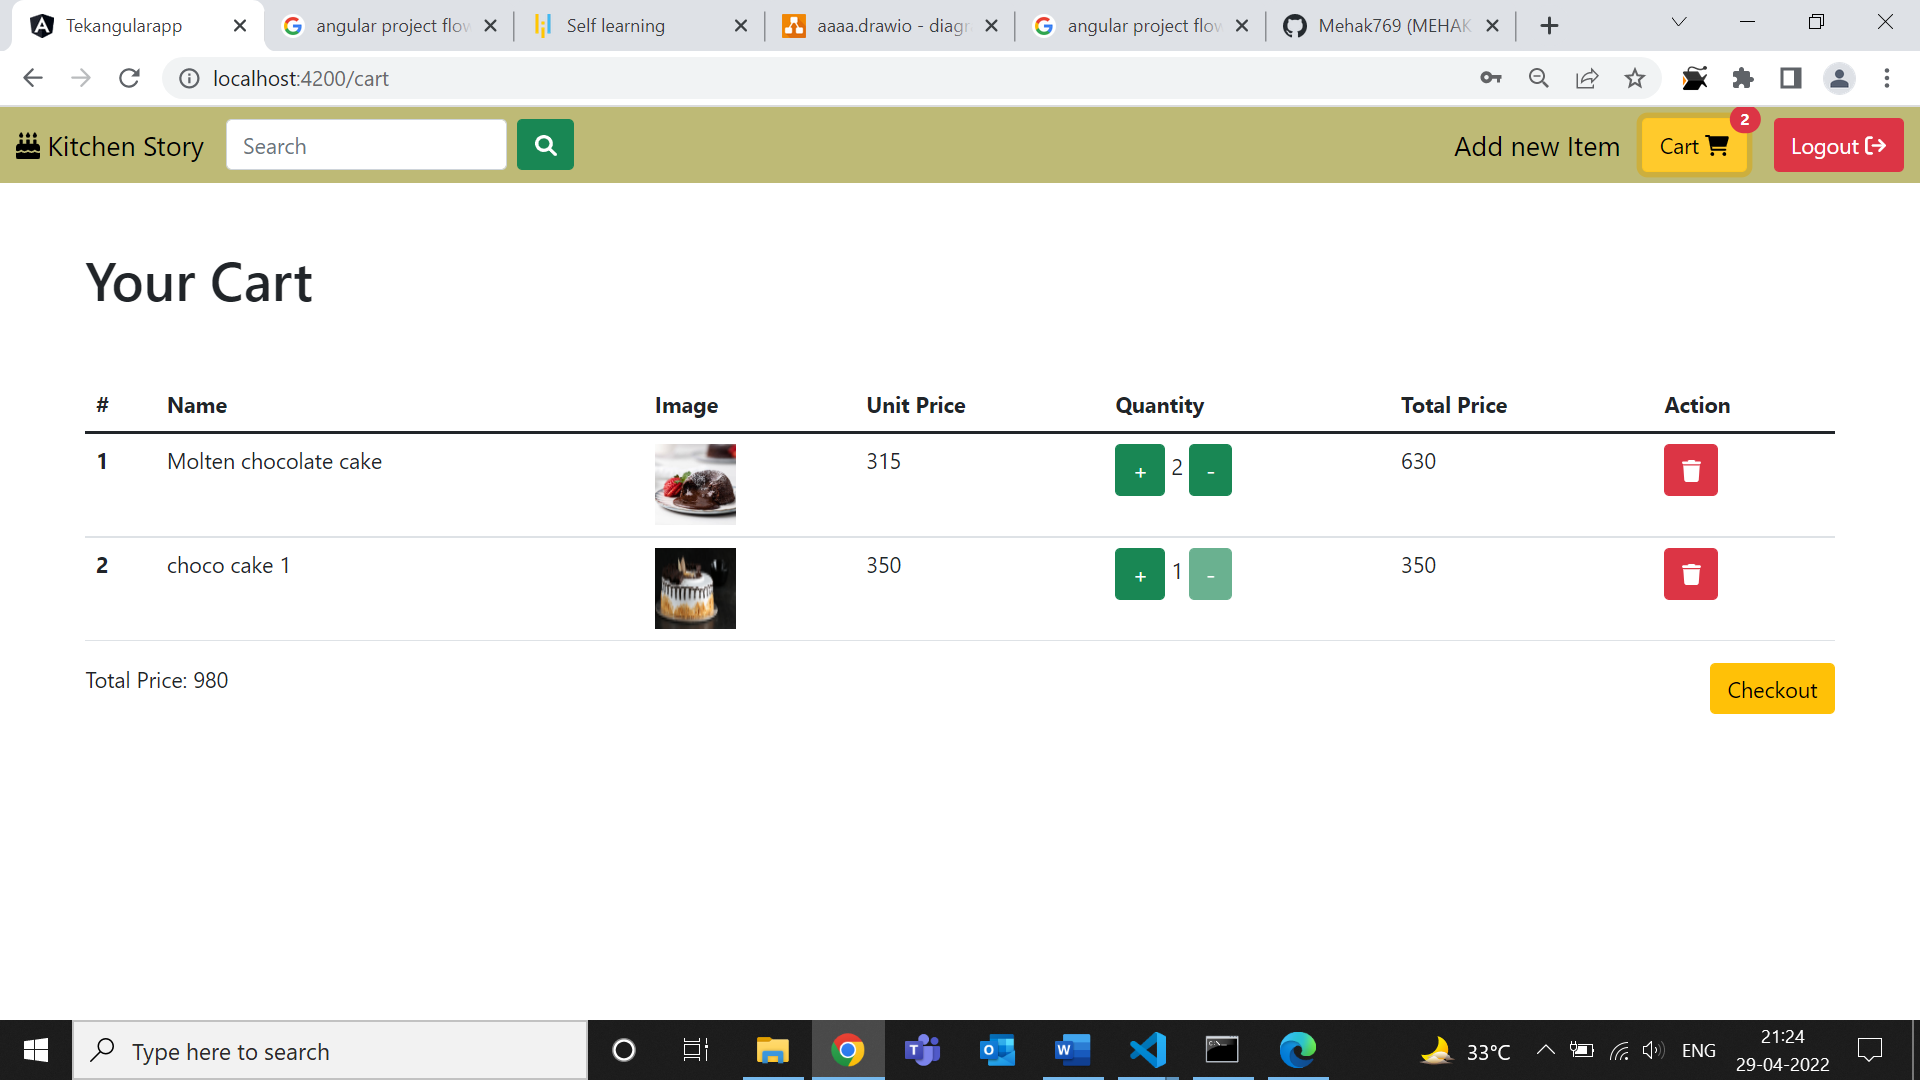 Tekangularapp
angular project flow
Self learning
aaaa.drawio - diagr
angular project flow
Mehak769 (MEHAK
localhost:4200/cart
Kitchen Story
Search
Add new Item
Cart
2
Logout
Your Cart
# Name Image Unit Price Quantity Total Price Action
1 Molten chocolate cake 315 + 2 - 630
2 choco cake 1 350 + 1 - 350
Total Price: 980
Checkout
Type here to search
33°C
ENG
21:24
29-04-2022